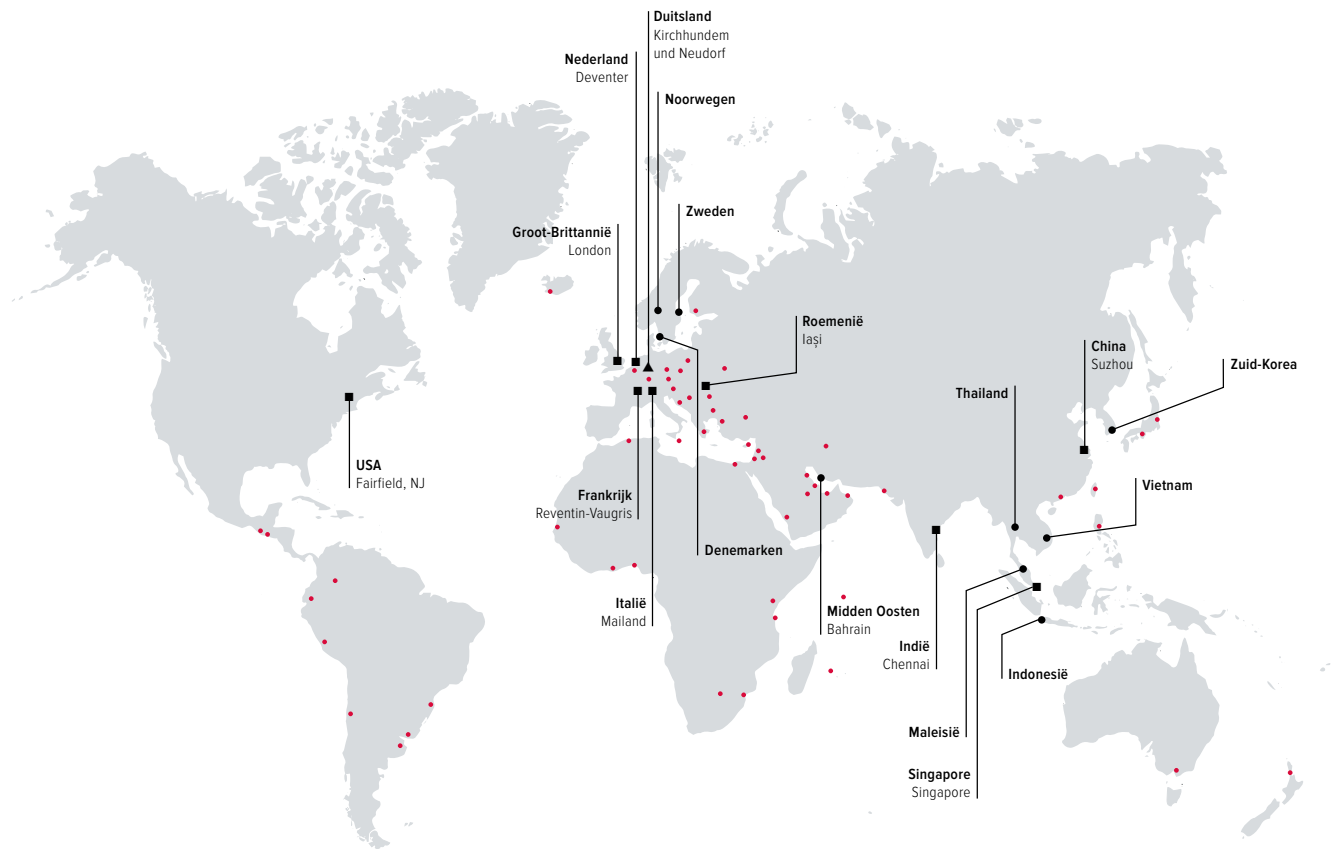 Duitsland
Kirchhundem
und Neudorf
Nederland
Deventer
Noorwegen
Zweden
Groot-Brittannië
London
Roemenië
Iași
China
Suzhou
Zuid-Korea
Thailand
USA
Fairfield, NJ
Frankrijk
Reventin-Vaugris
Vietnam
Denemarken
Italië
Mailand
Midden Oosten
Bahrain
Indië
Chennai
Indonesië
Maleisië
Singapore
Singapore